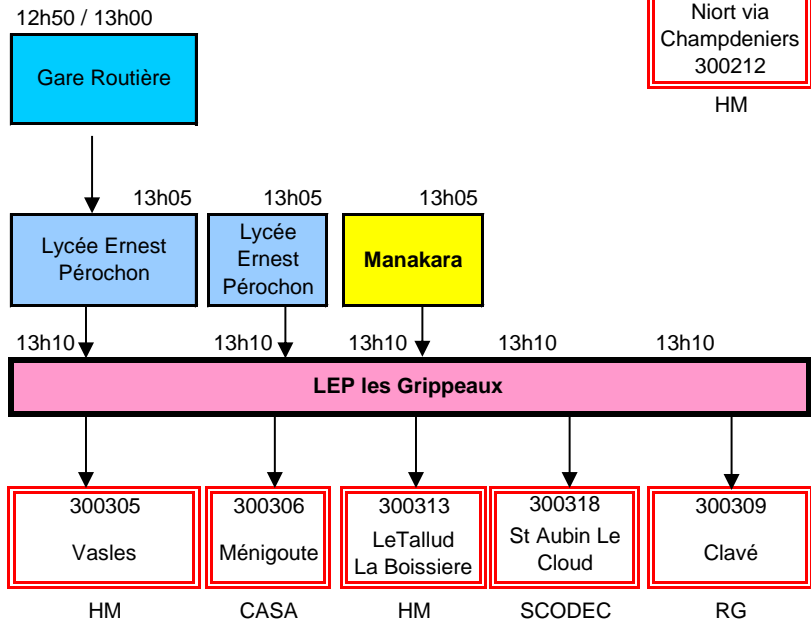 12h50 / 13h00
Gare Routière
Niort via
Champdeniers
300212
HM
13h05
13h05
13h05
Lycée Ernest
Pérochon
Lycée
Ernest
Pérochon
Manakara
13h10
13h10
13h10
13h10
13h10
LEP les Grippeaux
300305
Vasles
300306
Ménigoute
300313
LeTallud
La Boissiere
300318
St Aubin Le
Cloud
300309
Clavé
HM
CASA
HM
SCODEC
RG